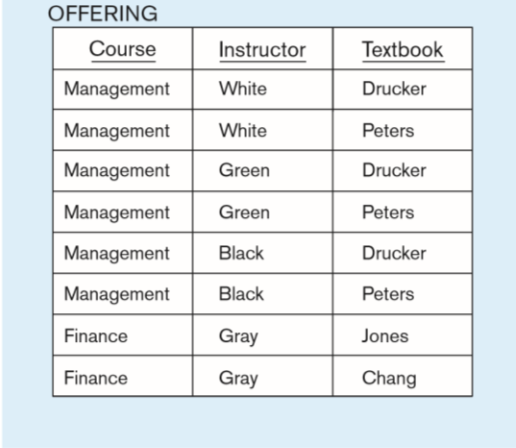 OFFERING
Course Instructor Textbook
Management White Drucker
Management White Peters
Management Green Drucker
Management Green Peters
Management Black Drucker
Management Black Peters
Finance Gray Jones
Finance Gray Chang